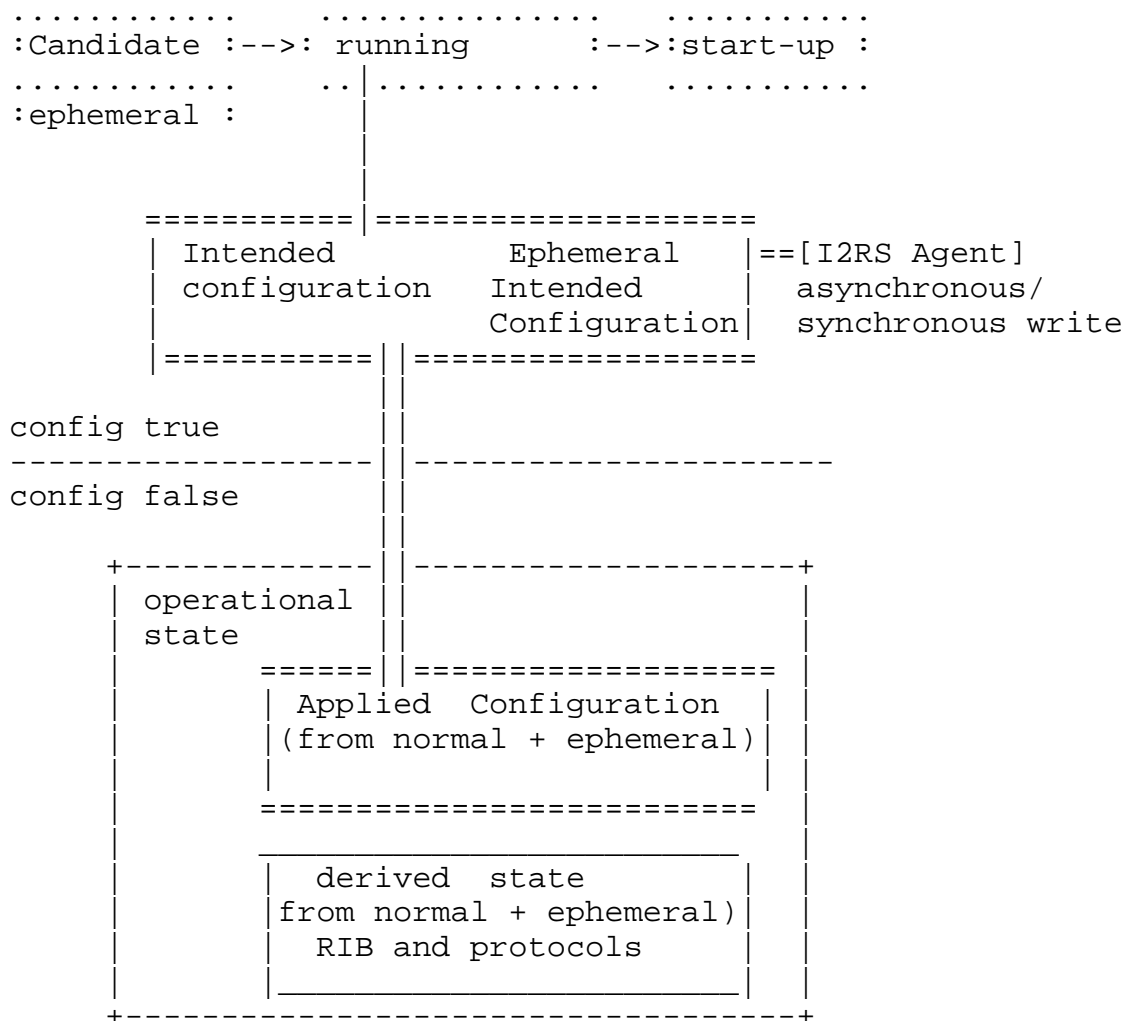 :Candidate :-->: running :-->:start-up :
:ephemeral :
Intended Ephemeral |==[I2RS Agent]
configuration Intended | asynchronous/
Configuration| synchronous write
config true
config false
operational
state
Applied Configuration
(from normal + ephemeral)
derived state
from normal + ephemeral)
RIB and protocols